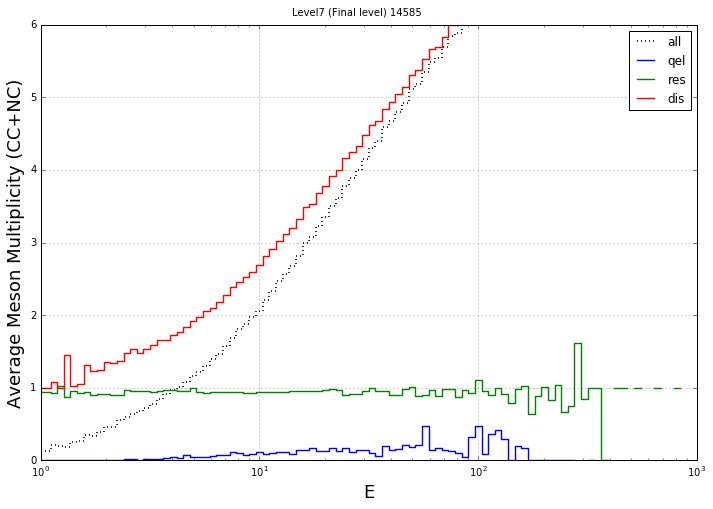 Level7 (Final level) 14585
Average Meson Multiplicity (CC+NC)
6
5
4
3
2
1
0
10^0
10^1
10^2
10^3
E
all
qel
res
dis